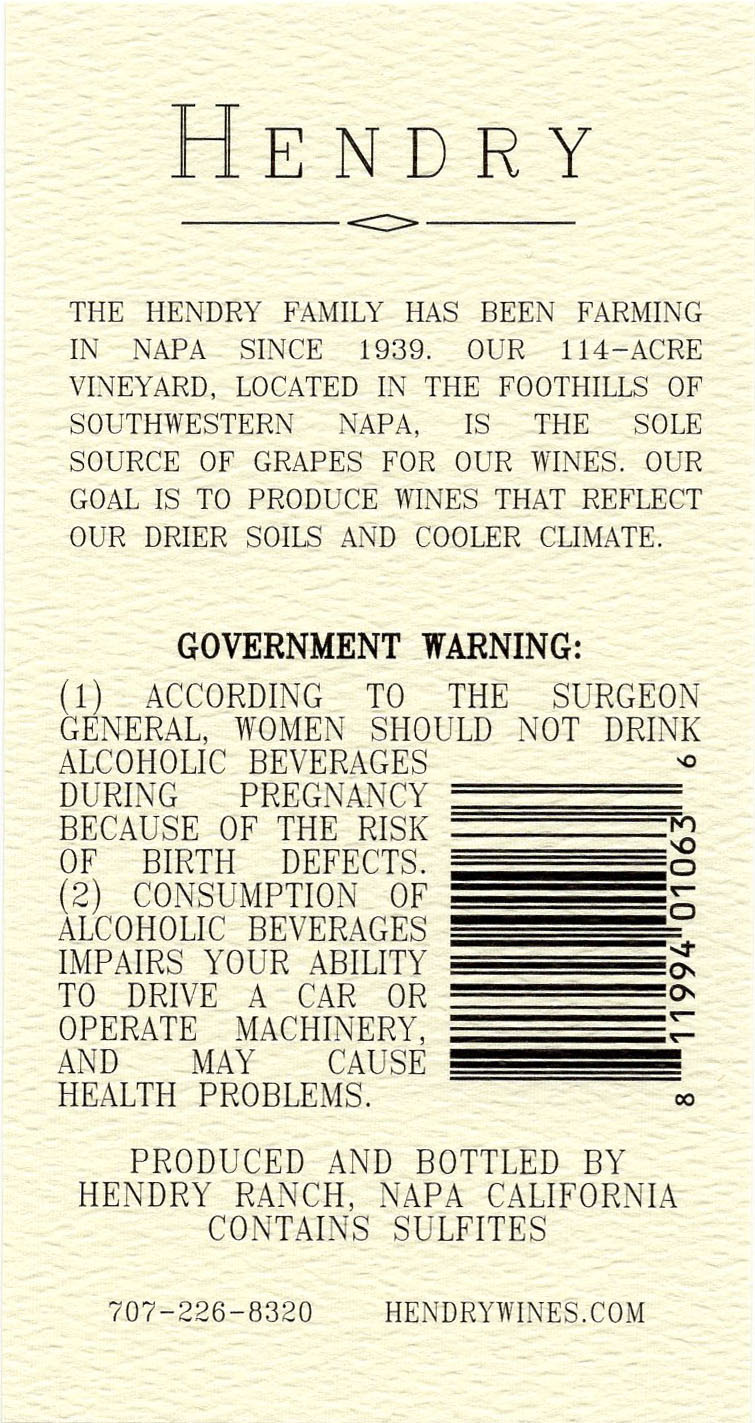 HENDRY
THE HENDRY FAMILY HAS BEEN FARMING
IN NAPA SINCE 1939. OUR 114-ACRE
VINEYARD, LOCATED IN THE FOOTHILLS OF
SOUTHWESTERN NAPA, IS THE SOLE
SOURCE OF GRAPES FOR OUR WINES. OUR
GOAL IS TO PRODUCE WINES THAT REFLECT
OUR DRIER SOILS AND COOLER CLIMATE.
GOVERNMENT WARNING:
(1) ACCORDING TO THE SURGEON
GENERAL, WOMEN SHOULD NOT DRINK
ALCOHOLIC BEVERAGES
DURING PREGNANCY
BECAUSE OF THE RISK
OF BIRTH DEFECTS.
(2) CONSUMPTION OF
ALCOHOLIC BEVERAGES
IMPAIRS YOUR ABILITY
TO DRIVE A CAR OR
OPERATE MACHINERY,
AND MAY CAUSE
HEALTH PROBLEMS.
8 11994 01063 6
PRODUCED AND BOTTLED BY
HENDRY RANCH, NAPA CALIFORNIA
CONTAINS SULFITES
707-226-8320 HENDRYWINES.COM